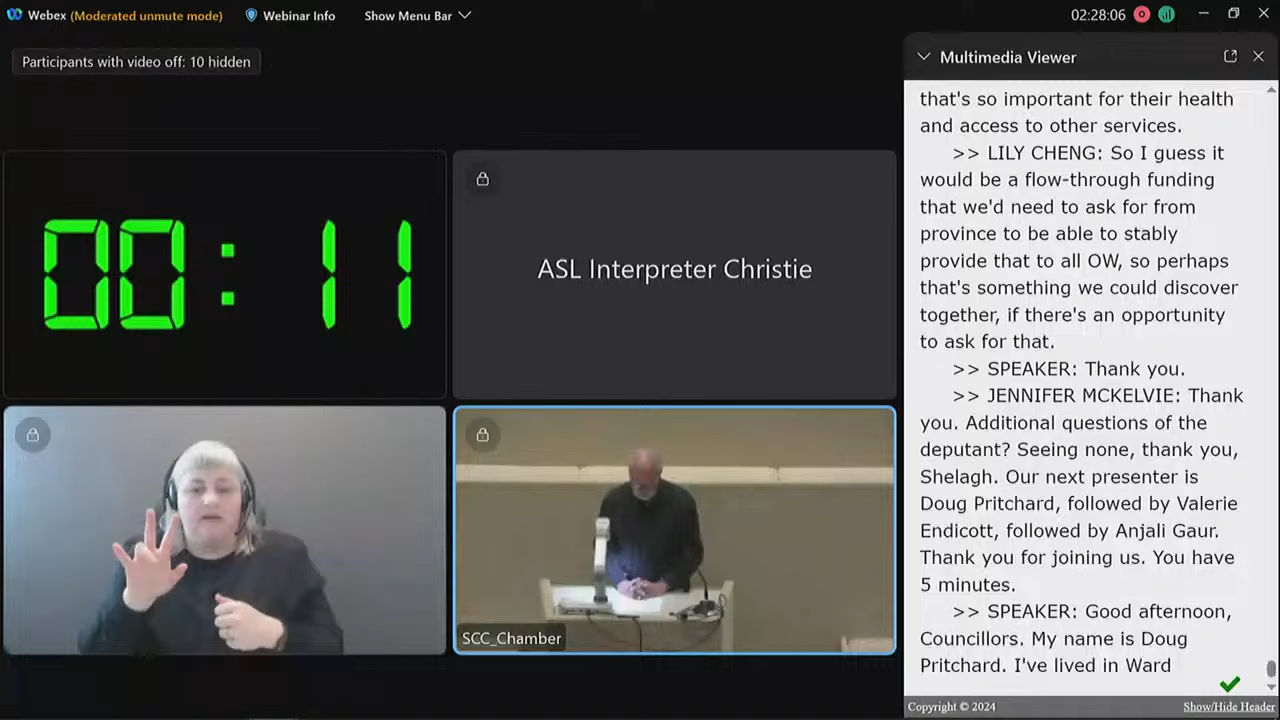 Webex (Moderated unmute mode) Webinar Info Show Menu Bar 02:28:06
Participants with video off: 10 hidden
00:11
ASL Interpreter Christie
SCC_Chamber
Multimedia Viewer
that's so important for their health
and access to other services.
>> LILY CHENG: So I guess it
would be a flow-through funding
that we'd need to ask for from
province to be able to stably
provide that to all OW, so perhaps
that's something we could discover
together, if there's an opportunity
to ask for that.
>> SPEAKER: Thank you.
>> JENNIFER MCKELVIE: Thank
you. Additional questions of the
deputant? Seeing none, thank you,
Shelagh. Our next presenter is
Doug Pritchard, followed by Valerie
Endicott, followed by Anjali Gaur.
Thank you for joining us. You have
5 minutes.
>> SPEAKER: Good afternoon,
Councillors. My name is Doug
Pritchard. I've lived in Ward
Copyright © 2024 Show/Hide Header